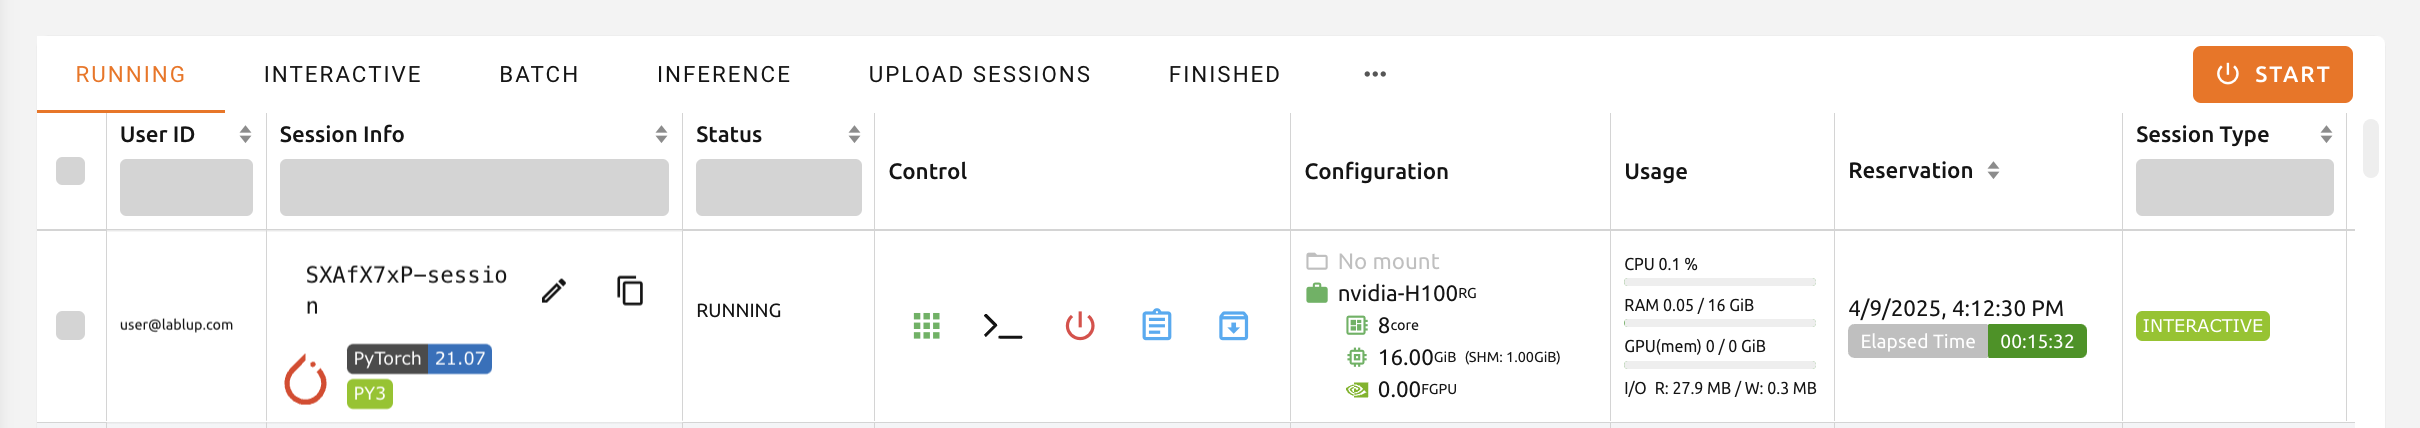 RUNNING INTERACTIVE BATCH INFERENCE UPLOAD SESSIONS FINISHED ••• START
User ID Session Info Status Control Configuration Usage Reservation Session Type
user@lablup.com
SXAfX7xP-sessio
n
PyTorch 21.07
PY3
RUNNING
No mount
nvidia-H100RG
8core
16.00GiB (SHM: 1.00GiB)
0.00FGPU
CPU 0.1 %
RAM 0.05 / 16 GiB
GPU(mem) 0 / 0 GiB
I/O R: 27.9 MB / W: 0.3 MB
4/9/2025, 4:12:30 PM
Elapsed Time 00:15:32
INTERACTIVE